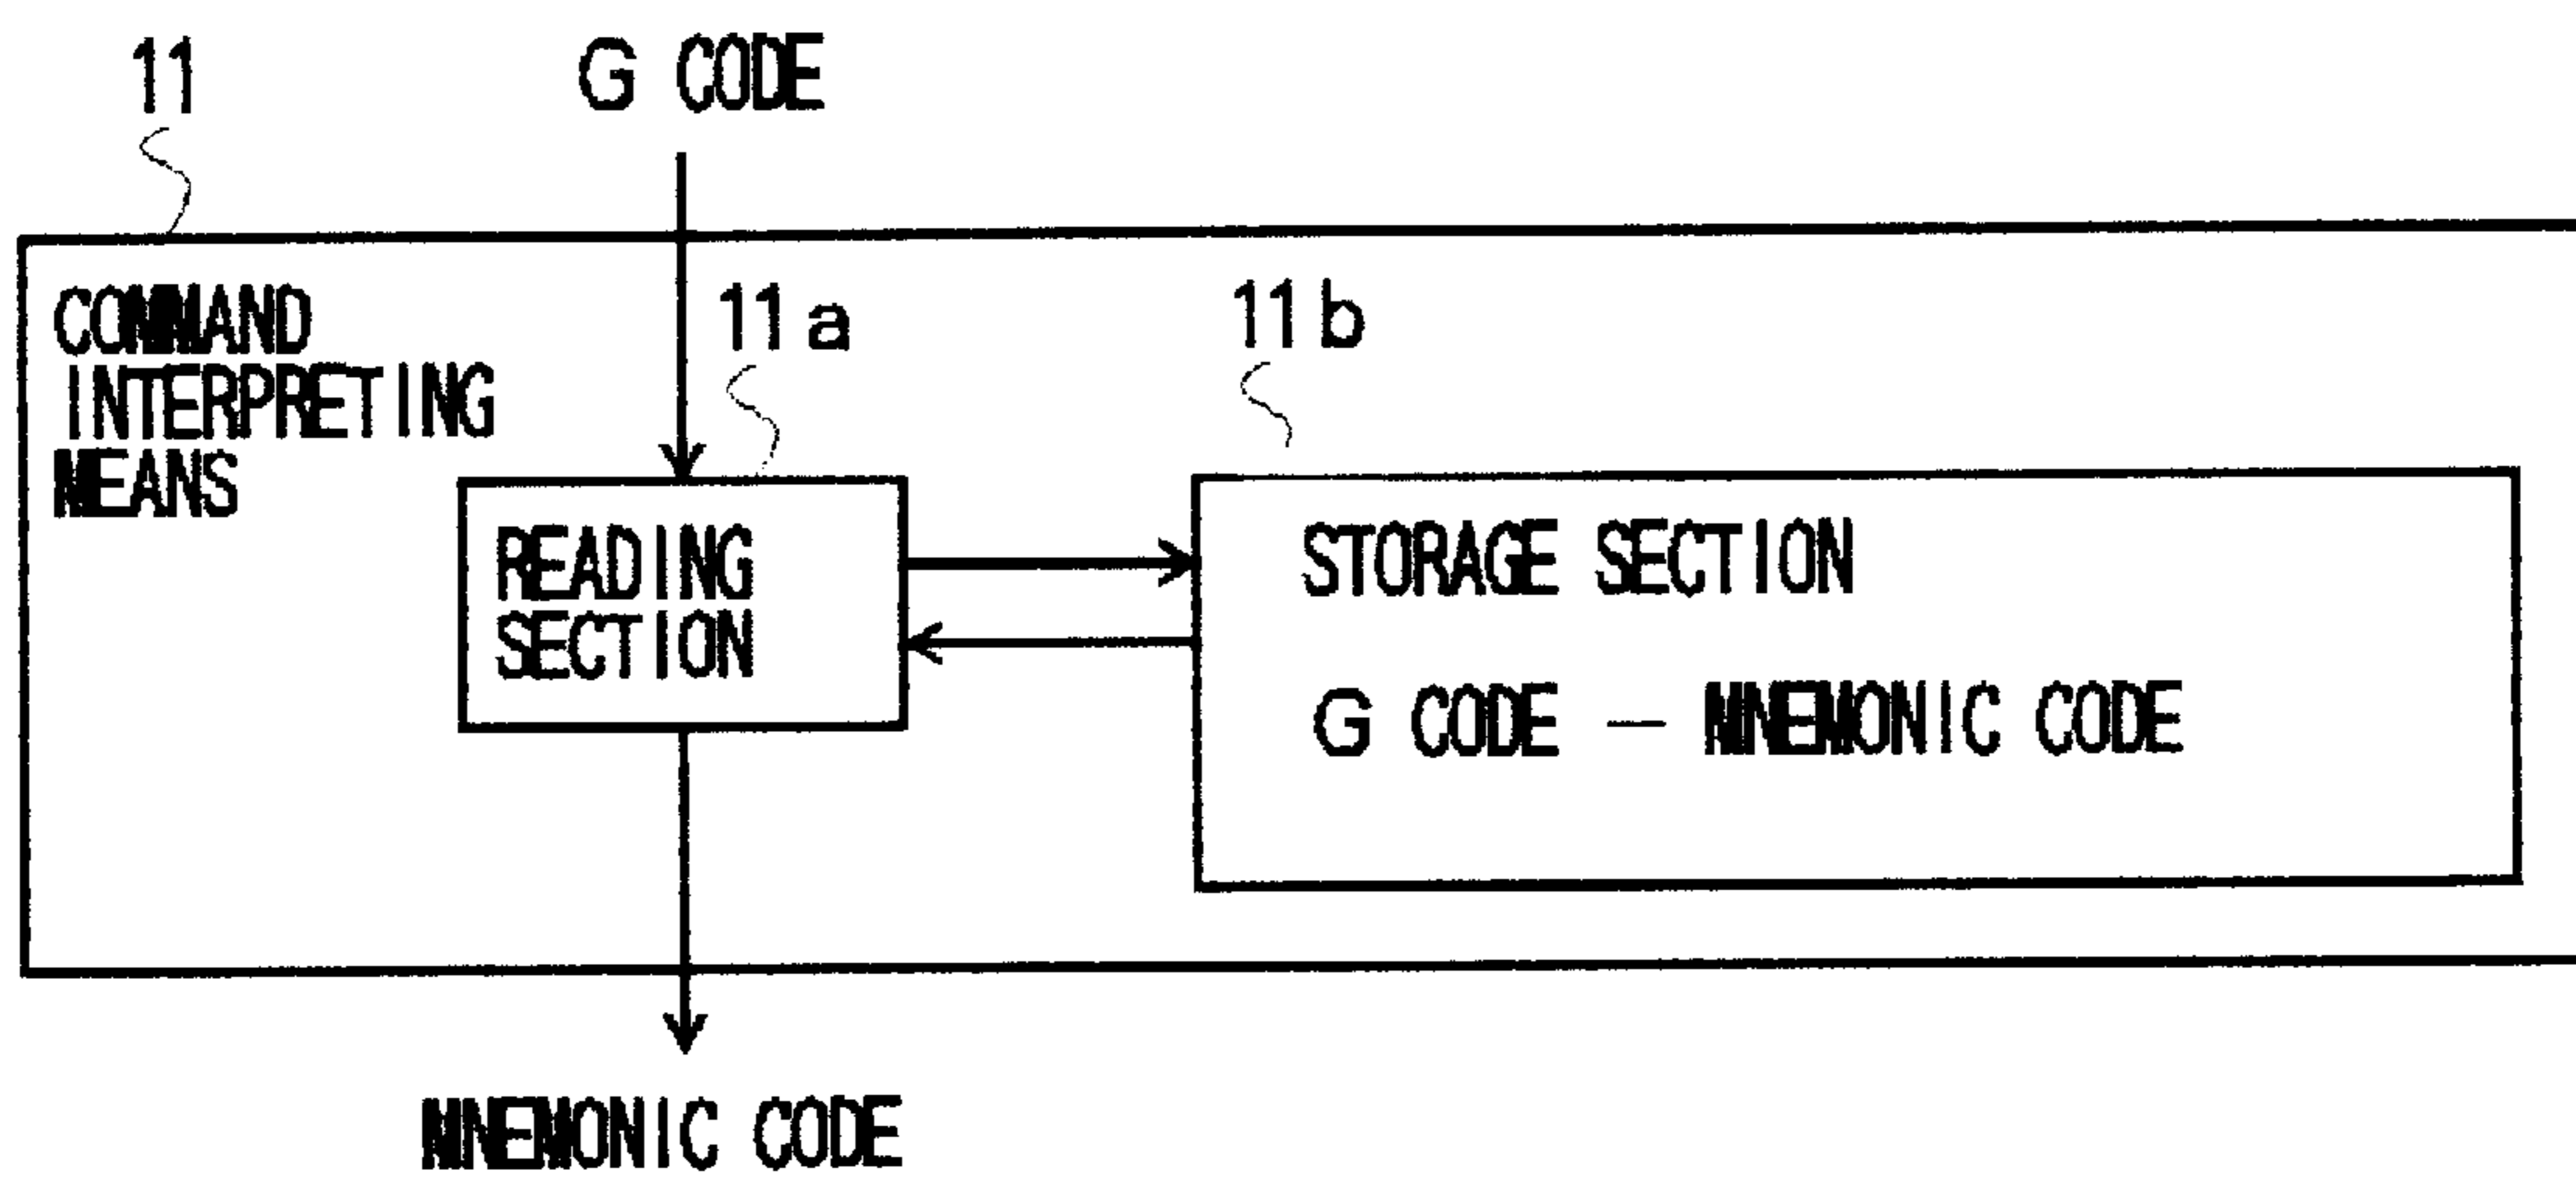 11
G CODE
COMMAND
INTERPRETING
MEANS
11a
11b
READING
SECTION
STORAGE SECTION
G CODE — MNEMONIC CODE
MNEMONIC CODE